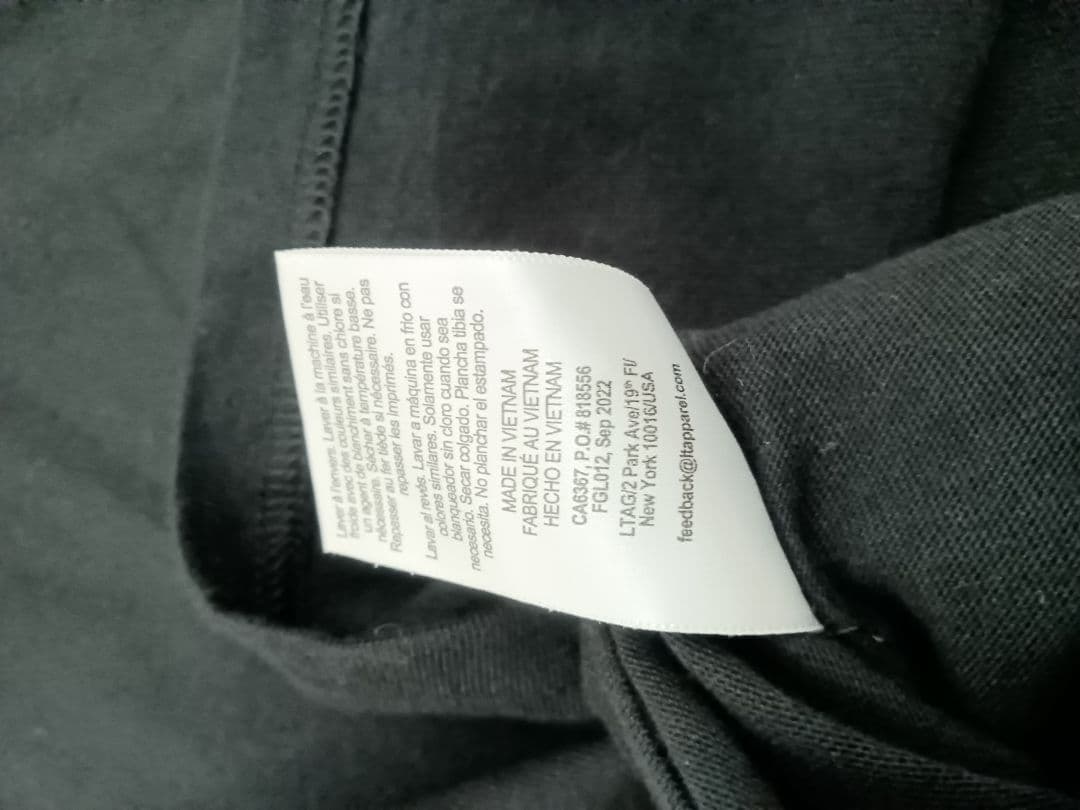 Laver à l'envers. Laver à la machine à l'eau
froide avec des couleurs similaires. Utiliser
un agent de blanchiment sans chlore si
nécessaire. Sécher à température basse.
Repasser au fer tiède si nécessaire. Ne pas
repasser les Imprimés.
Lavar al revés. Lavar a máquina en frio con
colores similares. Solamente usar
blanqueador sin cloro cuando sea
necesario. Secar colgado. Plancha tibia se
necesita. No planchar el estampado.
MADE IN VIETNAM
FABRIQUÉ AU VIETNAM
HECHO EN VIETNAM
CA6367, P.O.# 818556
FGL012, Sep 2022
LTAG/2 Park Ave/19th Fl/
New York 10016/USA
feedback@ltapparel.com